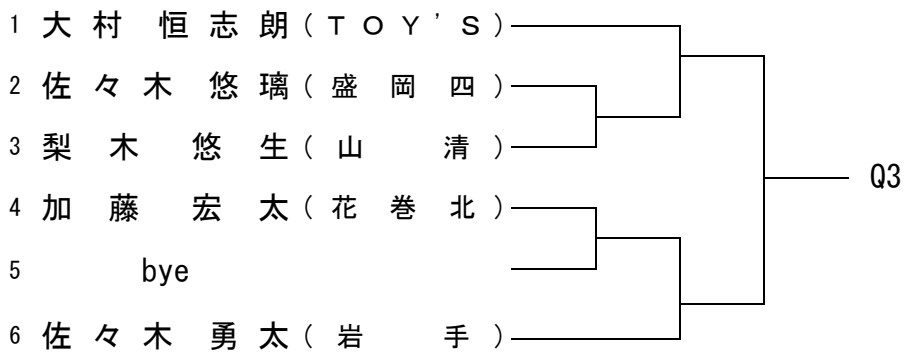 1 大村 恒志朗 (TOY'S)
2 佐々木 悠璃 (盛岡四)
3 梨木 悠生 (山清)
Q3
4 加藤 宏太 (花巻北)
5 bye
6 佐々木 勇太 (岩手)